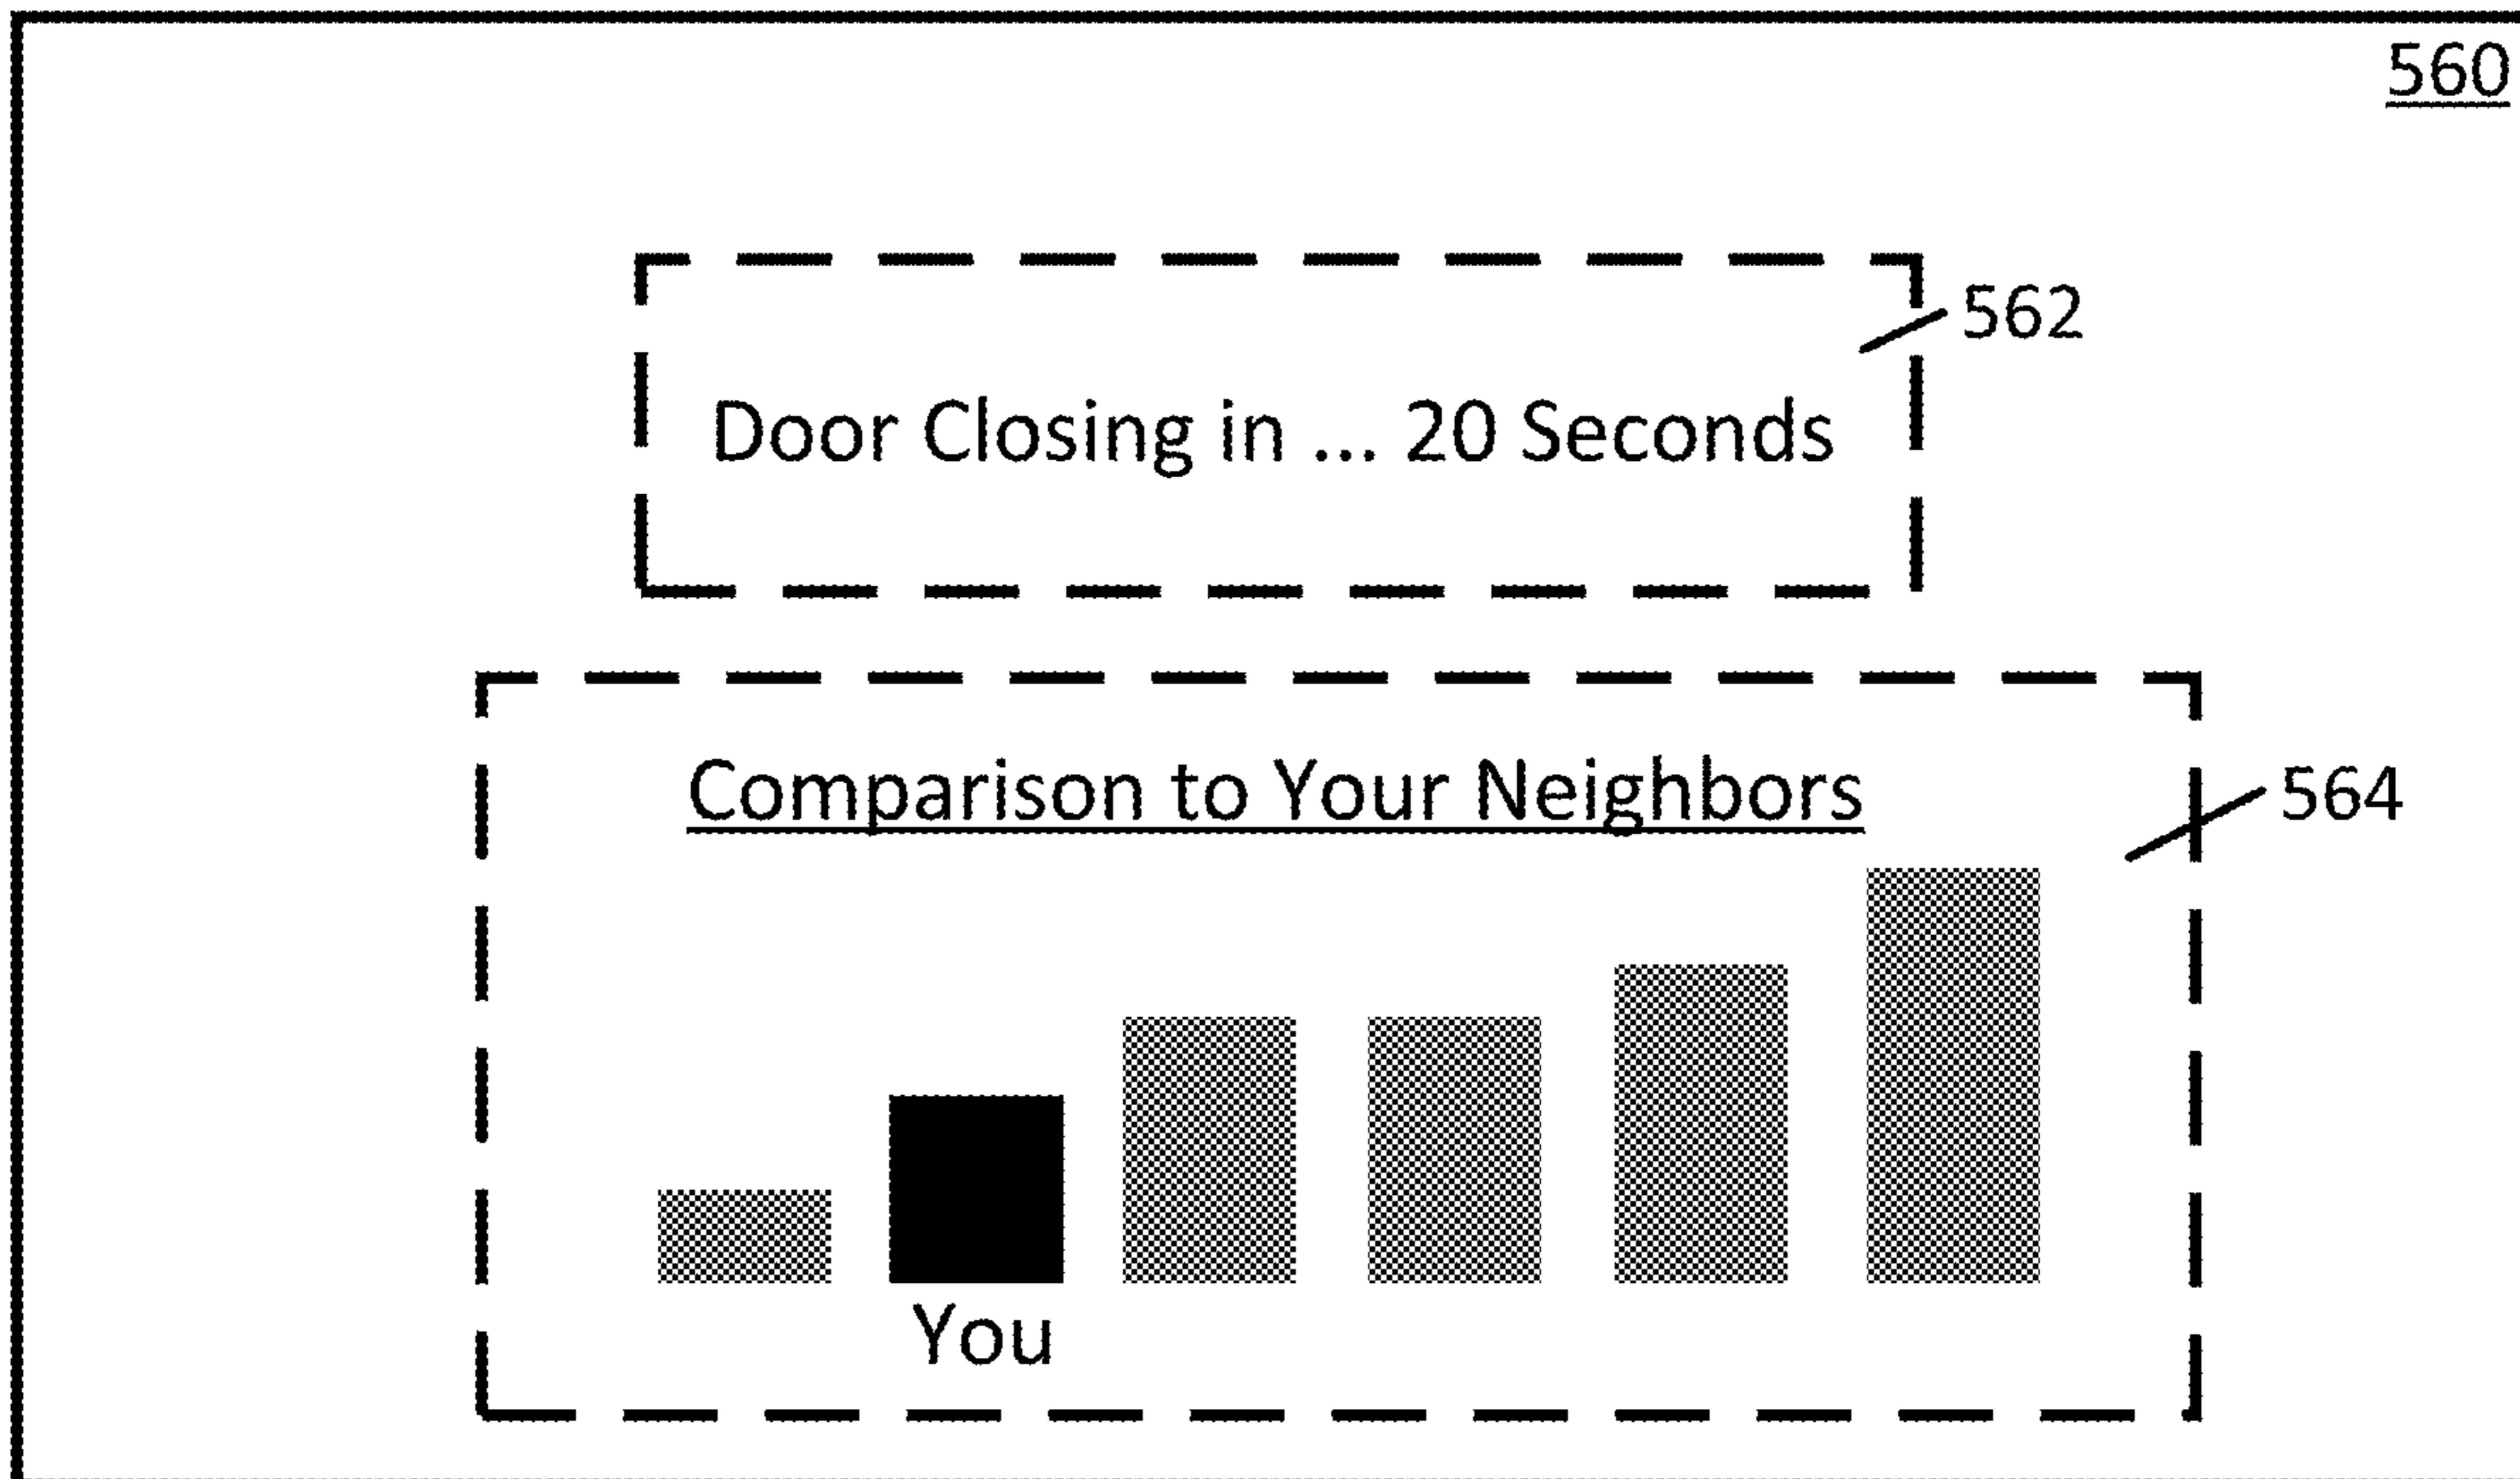 560
562
Door Closing in ... 20 Seconds
Comparison to Your Neighbors
564
You